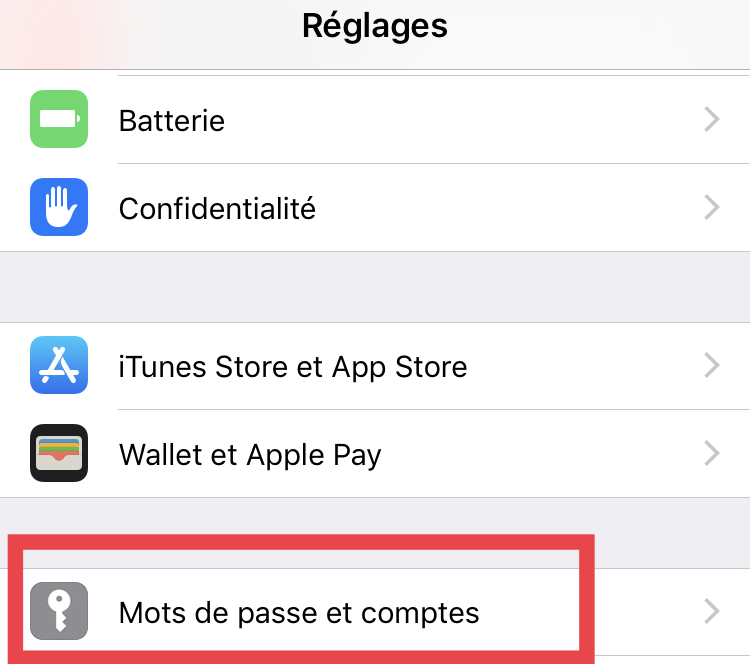 Réglages
Batterie
Confidentialité
iTunes Store et App Store
Wallet et Apple Pay
Mots de passe et comptes